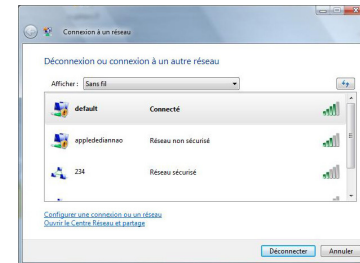 Connexion à un réseau
Déconnexion ou connexion à un autre réseau
Afficher : Sans fil
default Connecté
appledediannao Réseau non sécurisé
234 Réseau sécurisé
Configurer une connexion ou un réseau
Ouvrir le Centre Réseau et partage
Déconnecter Annuler